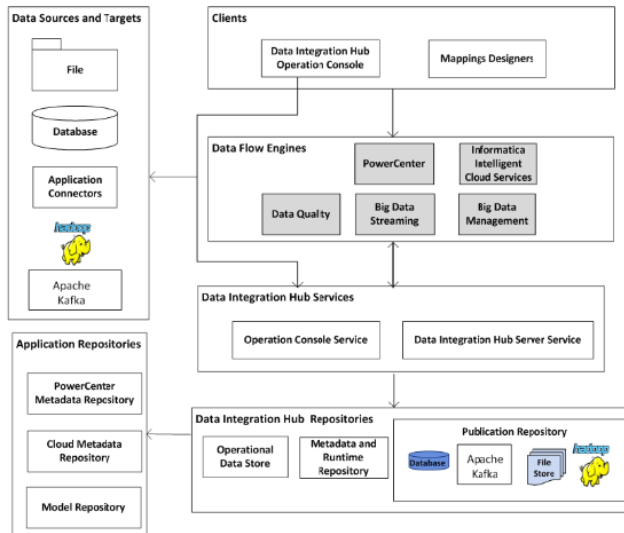 Data Sources and Targets
File
Database
Application
Connectors
hadoop
Apache
Kafka
Clients
Data Integration Hub
Operation Console
Mappings Designers
Data Flow Engines
PowerCenter
Informatica
Intelligent
Cloud Services
Data Quality
Big Data
Streaming
Big Data
Management
Data Integration Hub Services
Operation Console Service
Data Integration Hub Server Service
Application Repositories
PowerCenter
Metadata Repository
Cloud Metadata
Repository
Model Repository
Data Integration Hub Repositories
Operational
Data Store
Metadata and
Runtime
Repository
Publication Repository
Database
Apache
Kafka
File
Store
hadoop